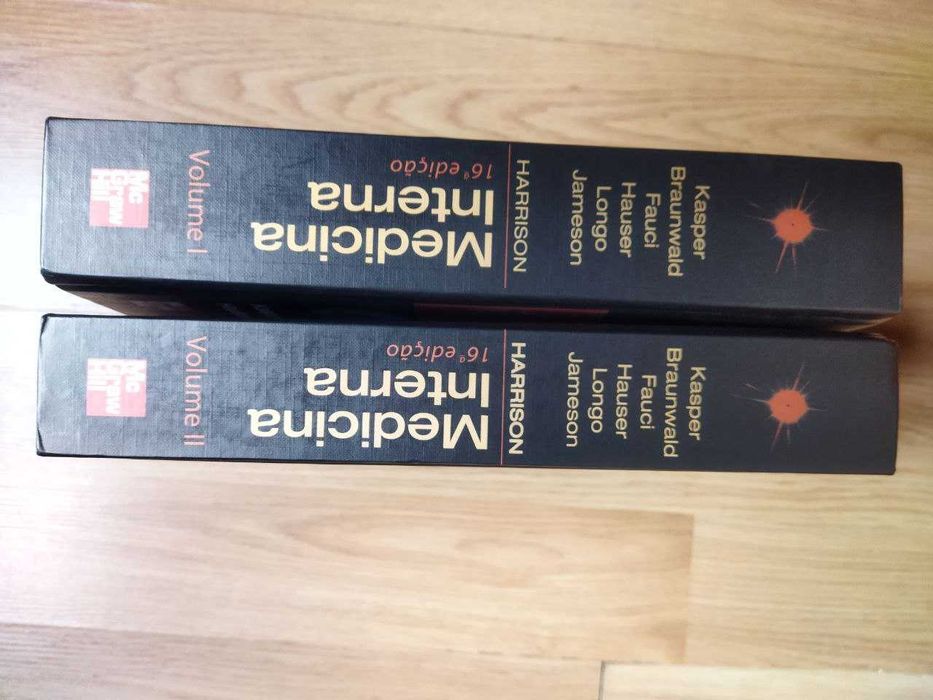 Kasper
Braunwald
Fauci
Hauser
Longo
Jameson
HARRISON
Medicina
Interna
16ª edição
Volume I
Mc
Graw
Hill
Kasper
Braunwald
Fauci
Hauser
Longo
Jameson
HARRISON
Medicina
Interna
16ª edição
Volume II
Mc
Graw
Hill